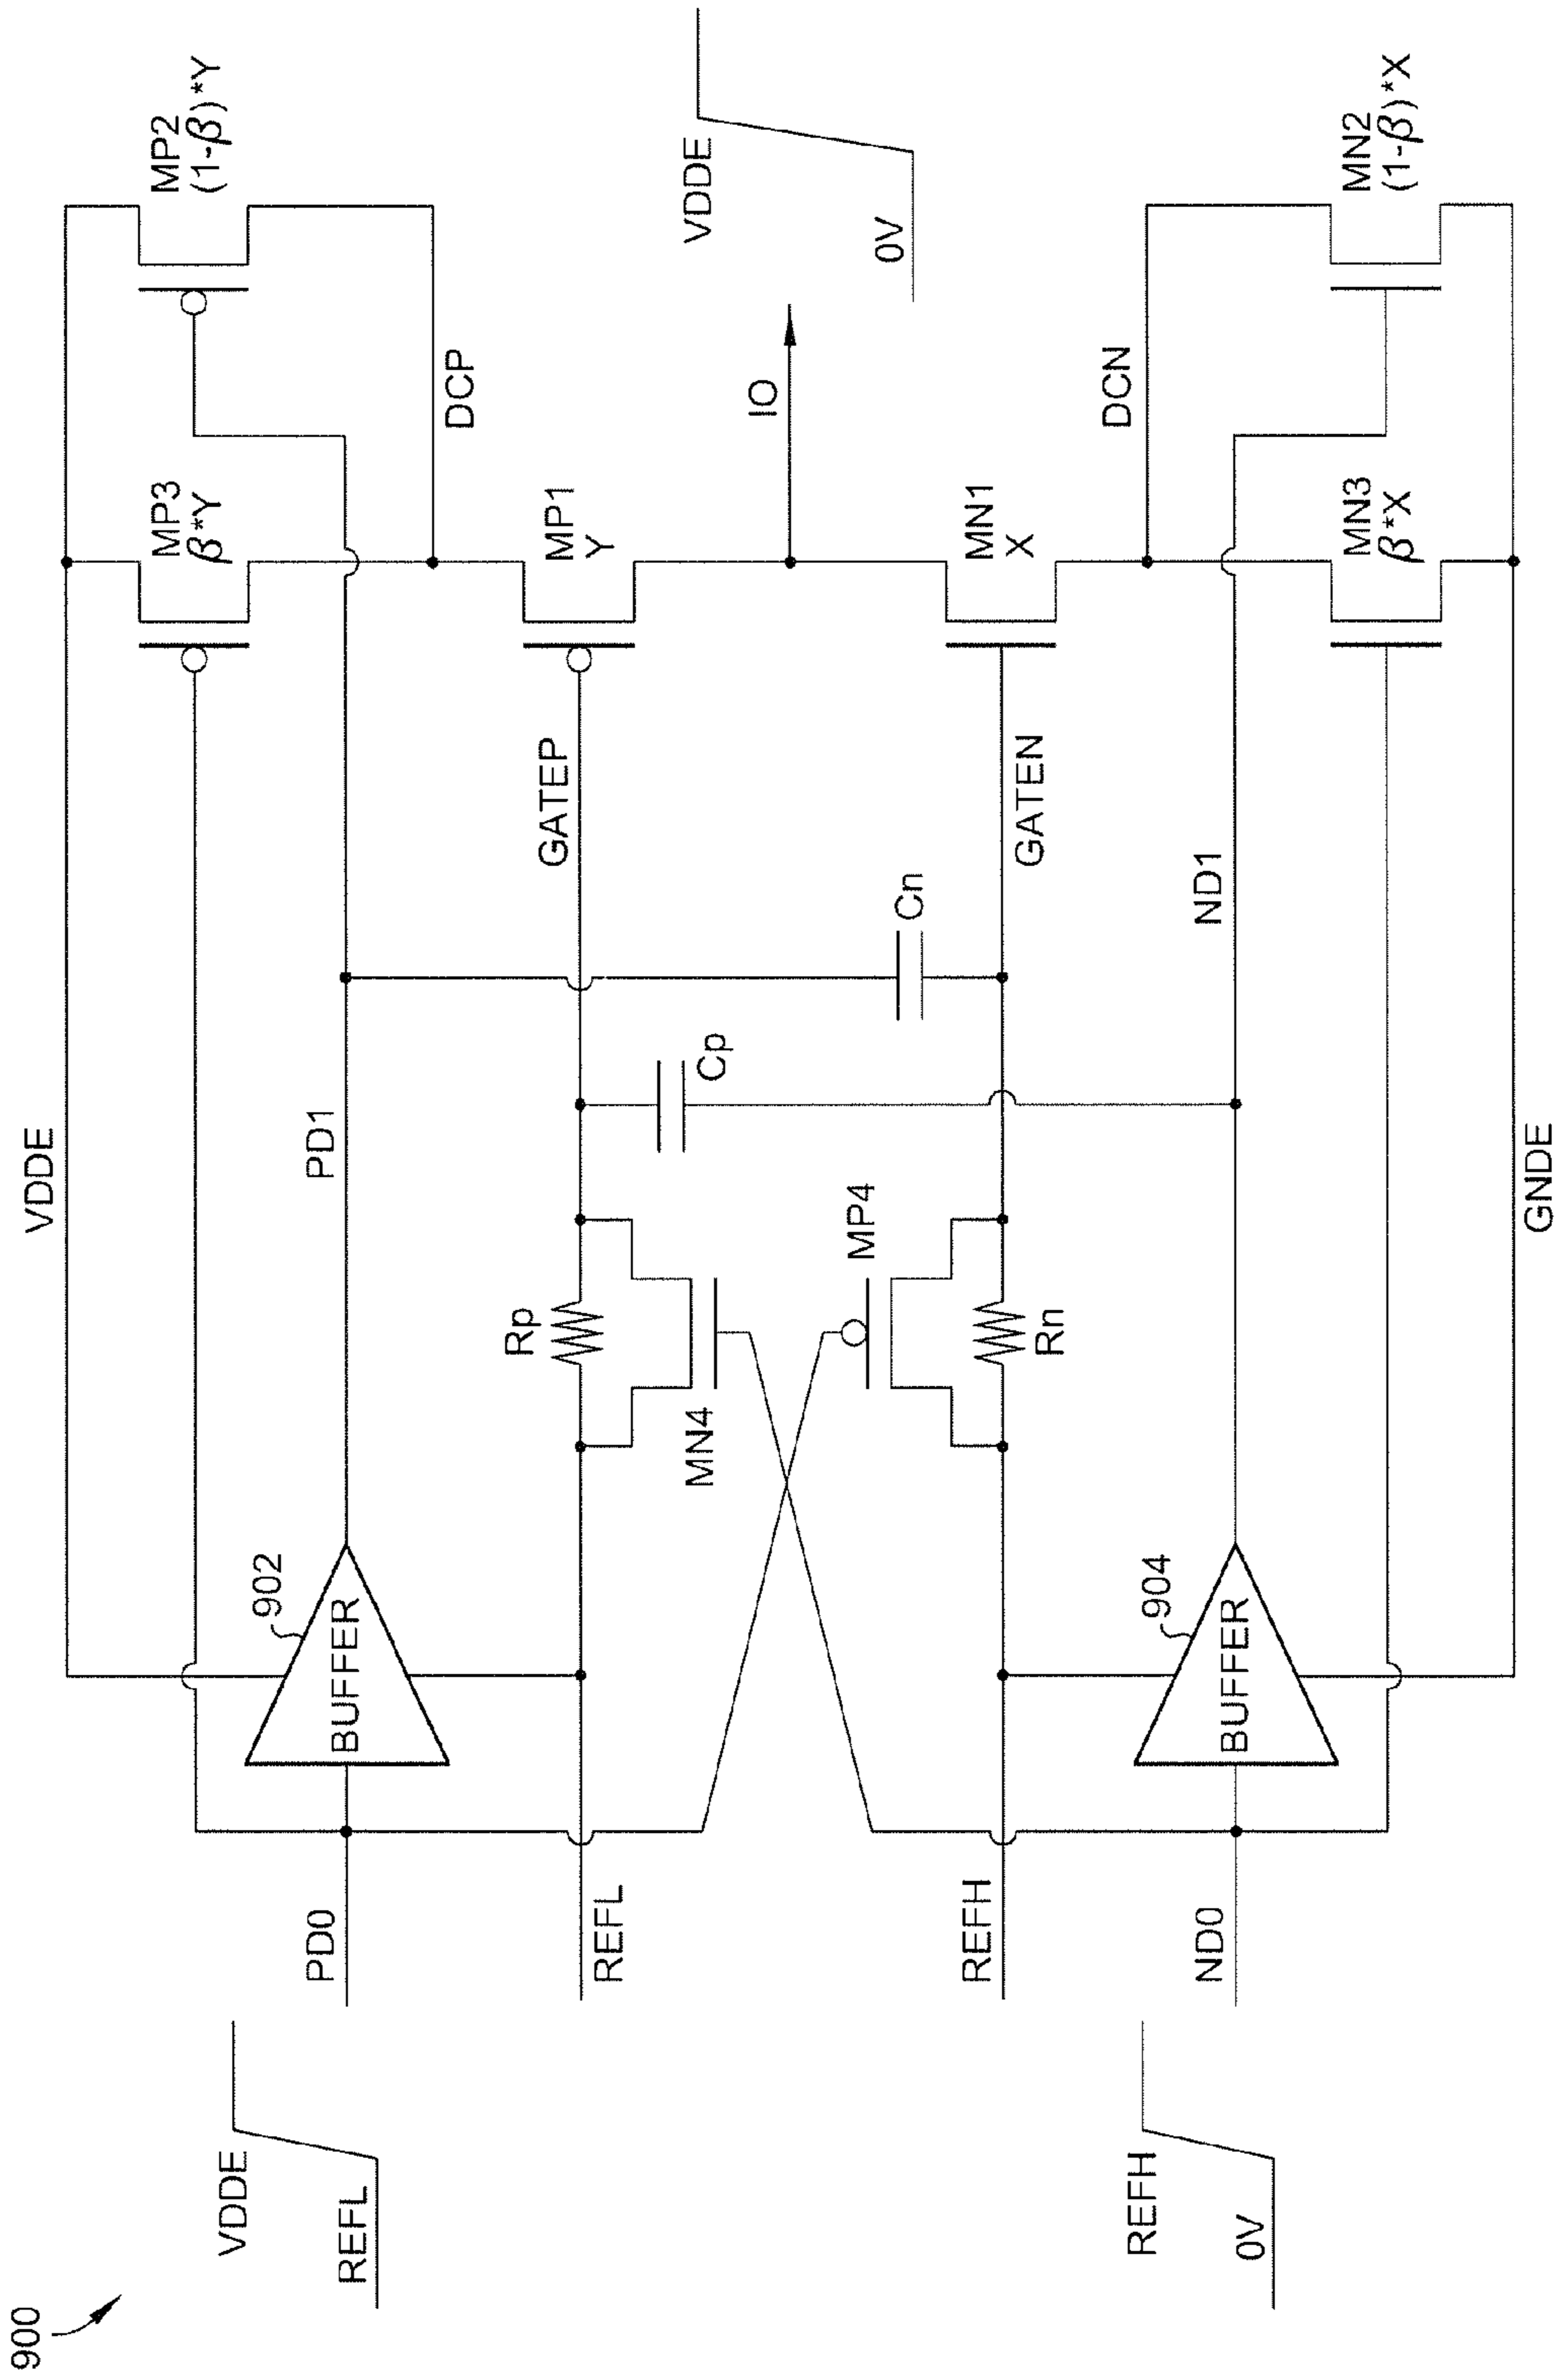 900
VDDE
REFL
REFH
0V
PD0
REFL
REFH
ND0
BUFFER
902
BUFFER
904
VDDE
PD1
Rp
MN4
MP4
Rn
Cp
Cn
GATEP
GATEN
ND1
GNDE
MP3
β*Y
MP2
(1-β)*Y
DCP
MP1
Y
IO
VDDE
0V
MN1
X
DCN
MN3
β*X
MN2
(1-β)*X